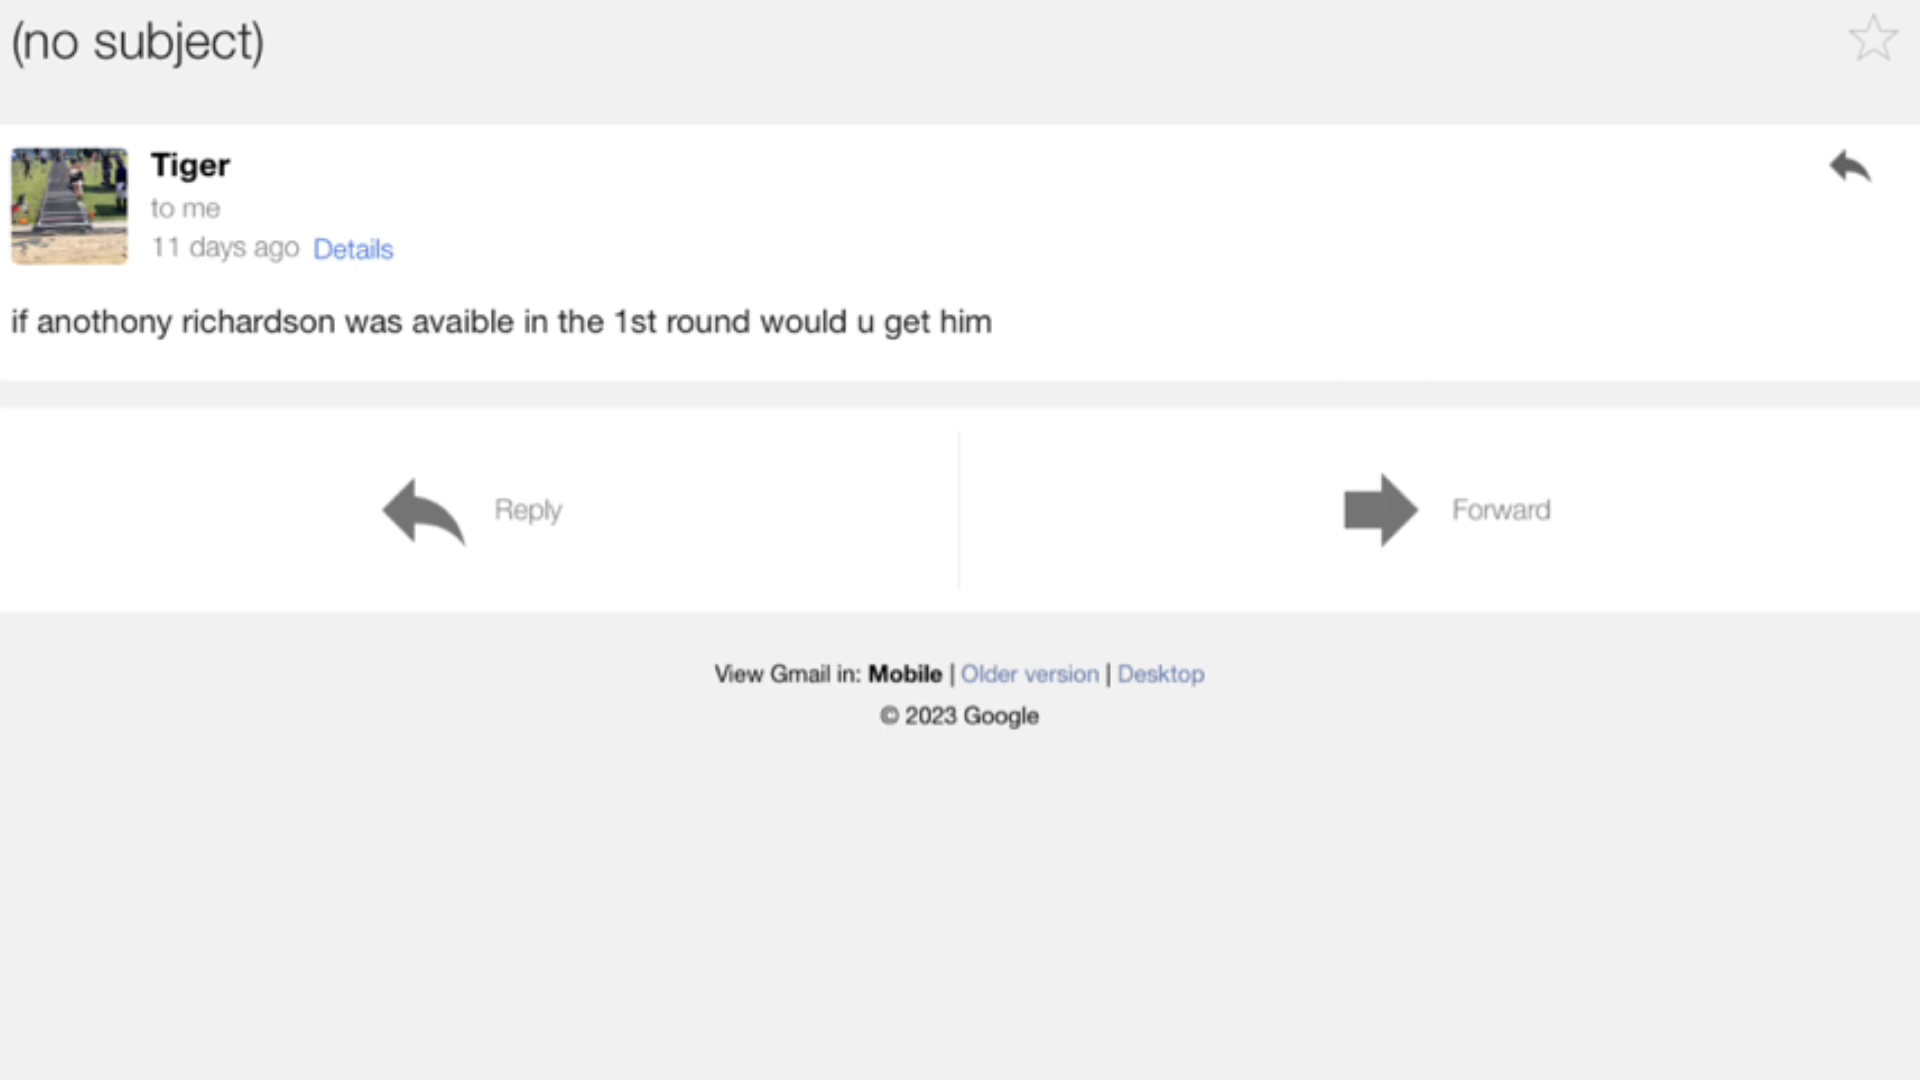 (no subject)
Tiger
to me
11 days ago Details
if anothony richardson was avaible in the 1st round would u get him
Reply
Forward
View Gmail in: Mobile | Older version | Desktop
© 2023 Google